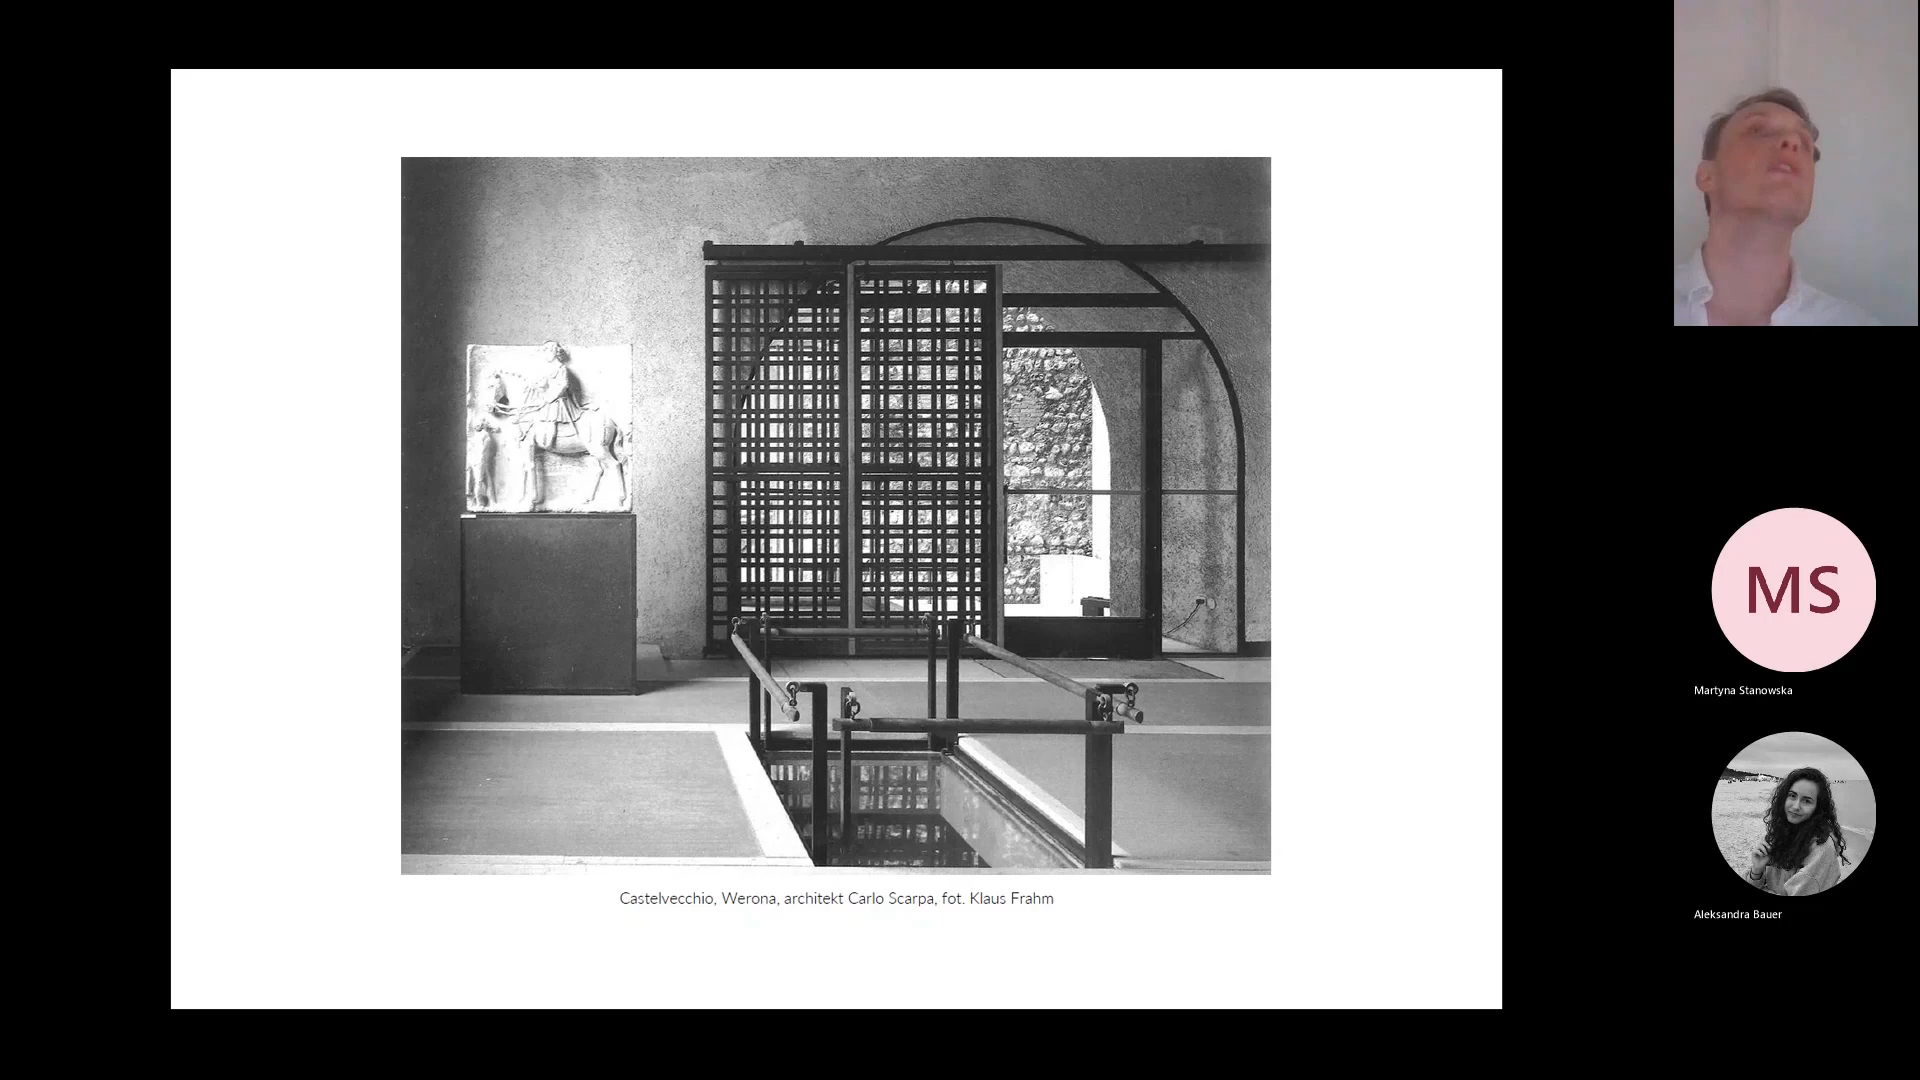 Castelvecchio, Werona, architekt Carlo Scarpa, fot. Klaus Frahm
MS
Martyna Stanowska
Aleksandra Bauer